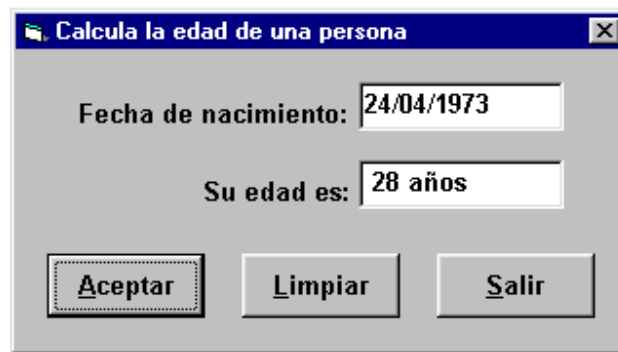 Calcula la edad de una persona
Fecha de nacimiento: 24/04/1973
Su edad es: 28 años
Aceptar Limpiar Salir